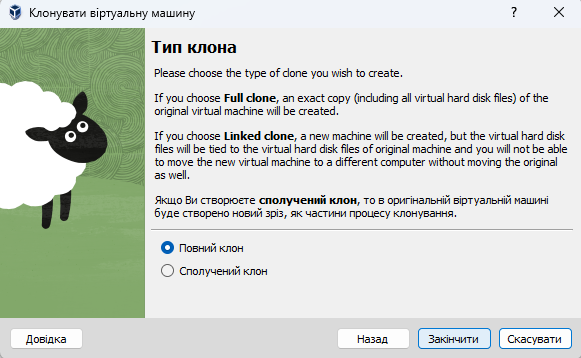 Клонувати віртуальну машину
?
Тип клона
Please choose the type of clone you wish to create.
If you choose Full clone, an exact copy (including all virtual hard disk files) of the
original virtual machine will be created.
If you choose Linked clone, a new machine will be created, but the virtual hard disk
files will be tied to the virtual hard disk files of original machine and you will not be able
to move the new virtual machine to a different computer without moving the original
as well.
Якщо Ви створюєте сполучений клон, то в оригінальній віртуальній машині
буде створено новий зріз, як частини процесу клонування.
Повний клон
Сполучений клон
Довідка
Назад
Закінчити
Скасувати